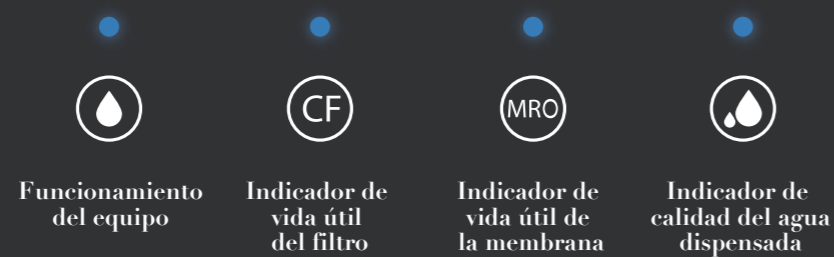 CF
MRO
Funcionamiento
del equipo
Indicador de
vida útil
del filtro
Indicador de
vida útil de
la membrana
Indicador de
calidad del agua
dispensada